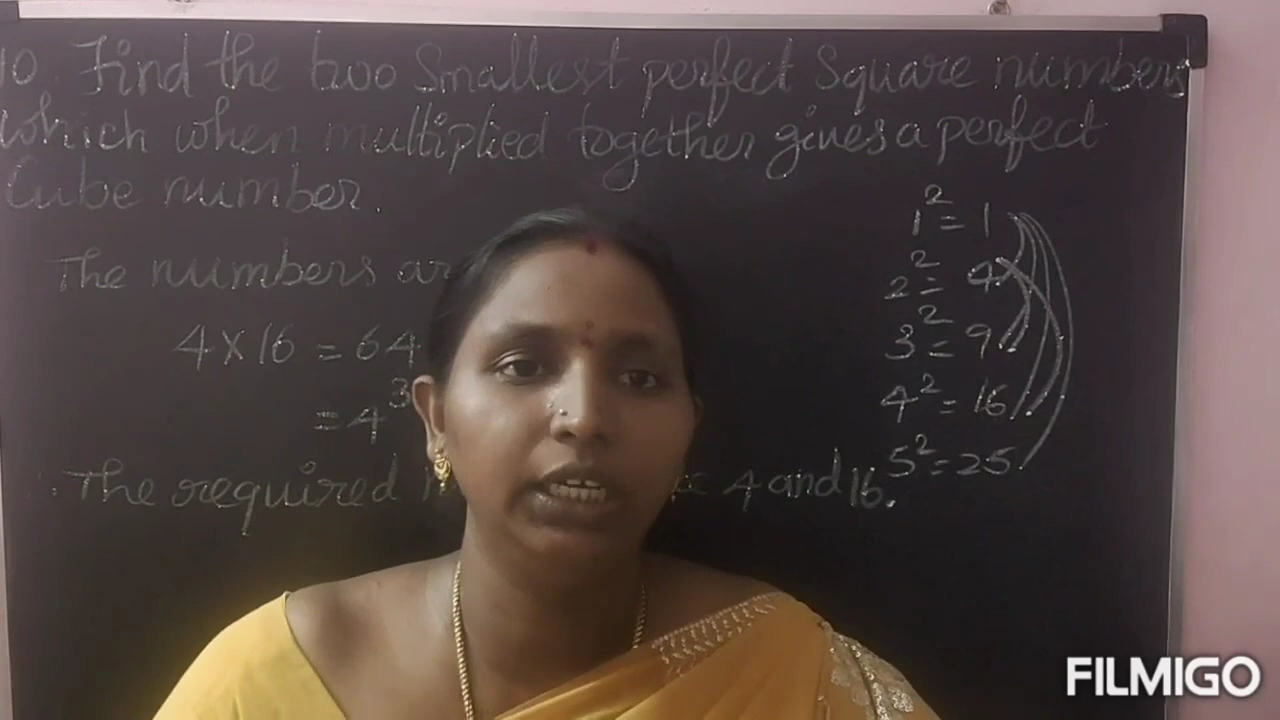 10. Find the two Smallest perfect Square numbers
which when multiplied together gives a perfect
Cube number.
The numbers are
4 x 16 = 64
= 4³
∴ The required 4 and 16.
1² = 1
2² = 4
3² = 9
4² = 16
5² = 25
FILMIGO